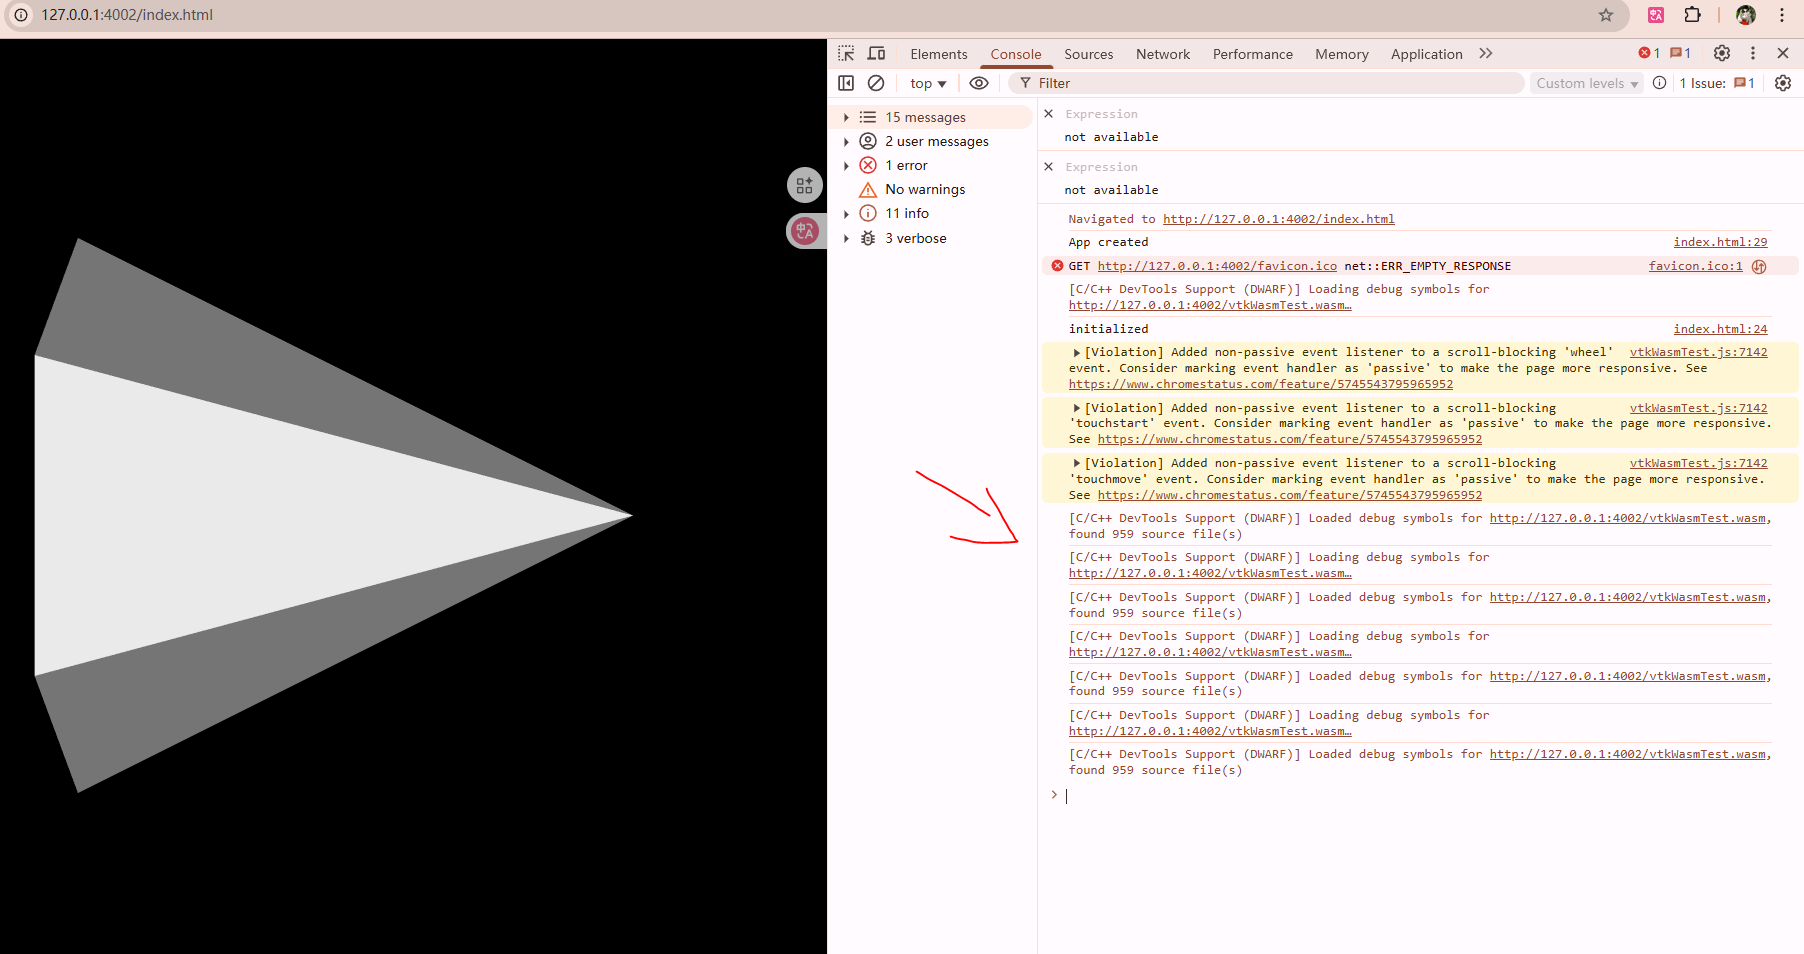 127.0.0.1:4002/index.html
Elements Console Sources Network Performance Memory Application 1 1
top Filter Custom levels 1 Issue: 1
15 messages
2 user messages
1 error
No warnings
11 info
3 verbose
Expression
not available
Expression
not available
Navigated to http://127.0.0.1:4002/index.html
App created index.html:29
GET http://127.0.0.1:4002/favicon.ico net::ERR_EMPTY_RESPONSE favicon.ico:1
[C/C++ DevTools Support (DWARF)] Loading debug symbols for
http://127.0.0.1:4002/vtkWasmTest.wasm…
initialized index.html:24
[Violation] Added non-passive event listener to a scroll-blocking 'wheel' vtkWasmTest.js:7142
event. Consider marking event handler as 'passive' to make the page more responsive. See
https://www.chromestatus.com/feature/5745543795965952
[Violation] Added non-passive event listener to a scroll-blocking vtkWasmTest.js:7142
'touchstart' event. Consider marking event handler as 'passive' to make the page more responsive.
See https://www.chromestatus.com/feature/5745543795965952
[Violation] Added non-passive event listener to a scroll-blocking vtkWasmTest.js:7142
'touchmove' event. Consider marking event handler as 'passive' to make the page more responsive.
See https://www.chromestatus.com/feature/5745543795965952
[C/C++ DevTools Support (DWARF)] Loaded debug symbols for http://127.0.0.1:4002/vtkWasmTest.wasm,
found 959 source file(s)
[C/C++ DevTools Support (DWARF)] Loading debug symbols for
http://127.0.0.1:4002/vtkWasmTest.wasm…
[C/C++ DevTools Support (DWARF)] Loaded debug symbols for http://127.0.0.1:4002/vtkWasmTest.wasm,
found 959 source file(s)
[C/C++ DevTools Support (DWARF)] Loading debug symbols for
http://127.0.0.1:4002/vtkWasmTest.wasm…
[C/C++ DevTools Support (DWARF)] Loaded debug symbols for http://127.0.0.1:4002/vtkWasmTest.wasm,
found 959 source file(s)
[C/C++ DevTools Support (DWARF)] Loading debug symbols for
http://127.0.0.1:4002/vtkWasmTest.wasm…
[C/C++ DevTools Support (DWARF)] Loaded debug symbols for http://127.0.0.1:4002/vtkWasmTest.wasm,
found 959 source file(s)